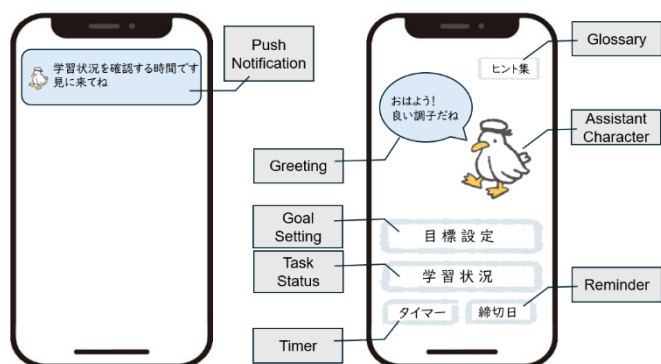 学習状況を確認する時間です
見に来てね
Push
Notification
Glossary
ヒント集
おはよう!
良い調子だね
Assistant
Character
Greeting
Goal
Setting
目標設定
Task
Status
学習状況
Reminder
タイマー
締切日
Timer